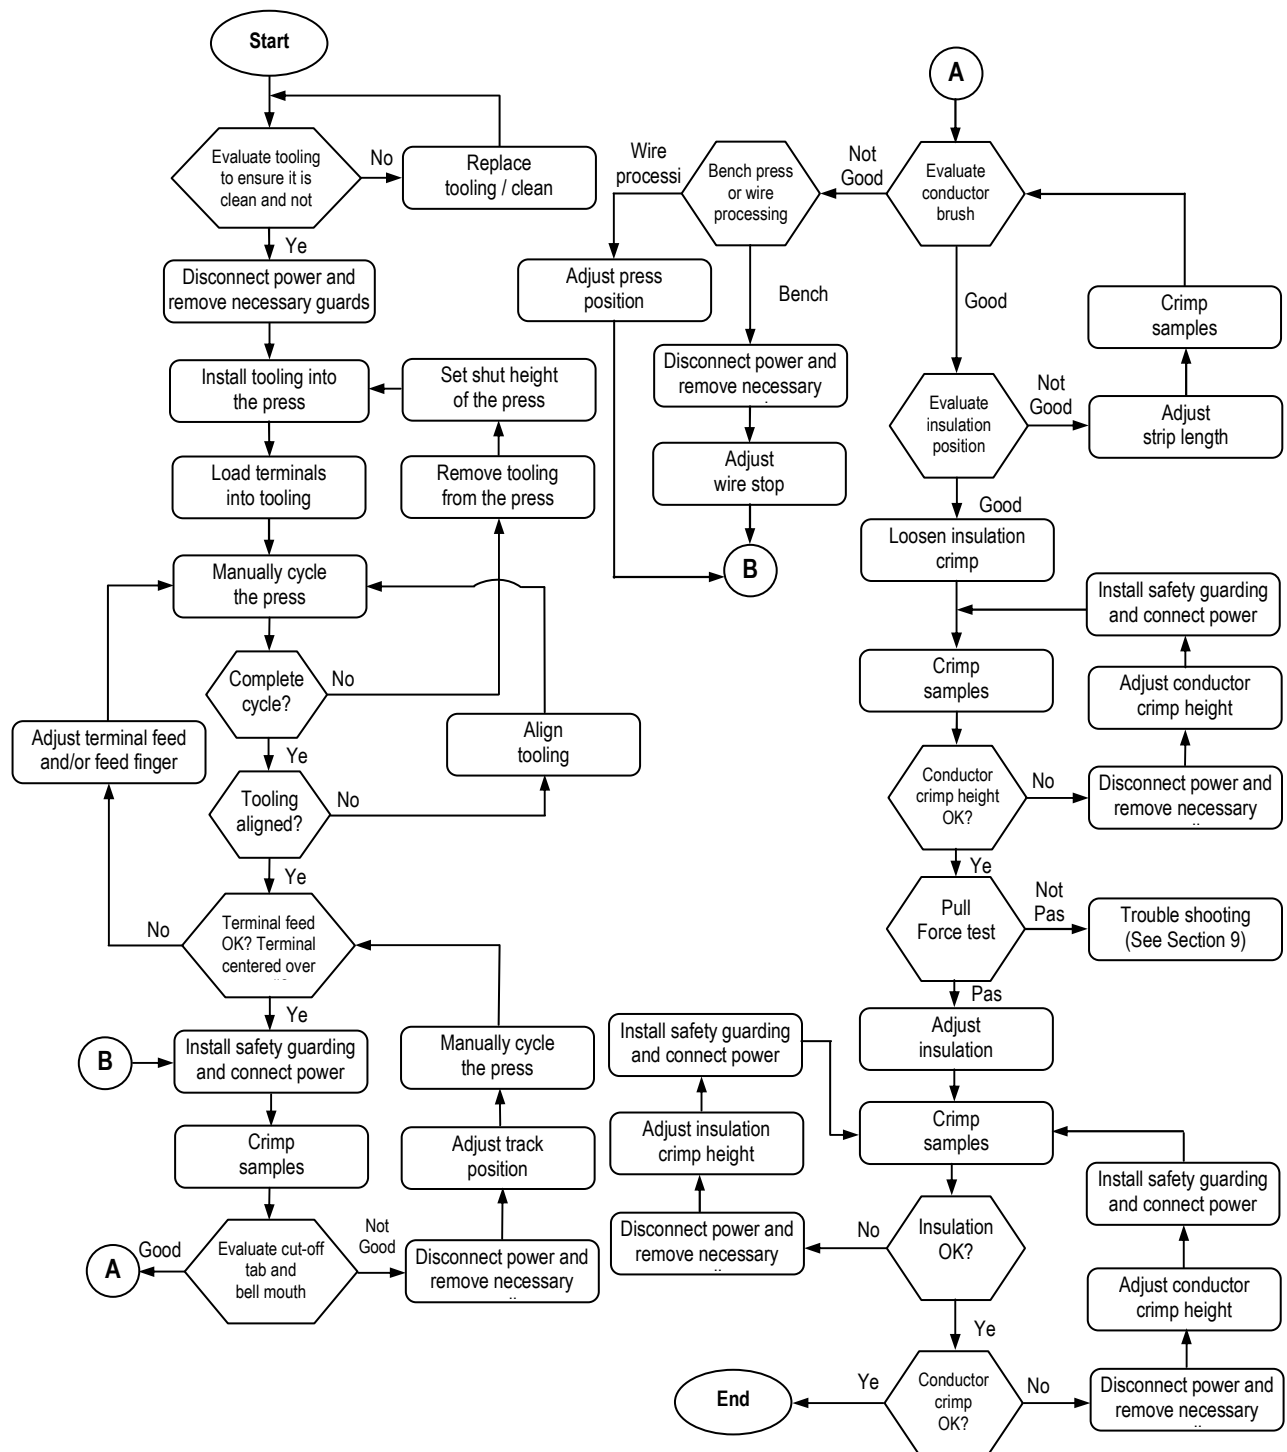 Start
Evaluate tooling
to ensure it is
clean and not
No
Replace
tooling / clean
Ye
Disconnect power and
remove necessary guards
Install tooling into
the press
Set shut height
of the press
Load terminals
into tooling
Remove tooling
from the press
Manually cycle
the press
Complete
cycle?
No
Ye
Adjust terminal feed
and/or feed finger
Align
tooling
Tooling
aligned?
No
Ye
Terminal feed
OK? Terminal
centered over
No
Ye
B
Install safety guarding
and connect power
Manually cycle
the press
Crimp
samples
Adjust track
position
A
Good
Evaluate cut-off
tab and
bell mouth
Not
Good
Disconnect power and
remove necessary
A
Wire
processi
Bench press
or wire
processing
Not
Good
Evaluate
conductor
brush
Adjust press
position
Bench
Good
Crimp
samples
Disconnect power and
remove necessary
Evaluate
insulation
position
Not
Good
Adjust
strip length
Adjust
wire stop
Good
B
Loosen insulation
crimp
Install safety guarding
and connect power
Crimp
samples
Adjust conductor
crimp height
Conductor
crimp height
OK?
No
Disconnect power and
remove necessary
Ye
Pull
Force test
Not
Pas
Trouble shooting
(See Section 9)
Pas
Adjust
insulation
Install safety guarding
and connect power
Crimp
samples
Adjust insulation
crimp height
Install safety guarding
and connect power
Disconnect power and
remove necessary
No
Insulation
OK?
Adjust conductor
crimp height
Ye
End
Ye
Conductor
crimp
OK?
No
Disconnect power and
remove necessary